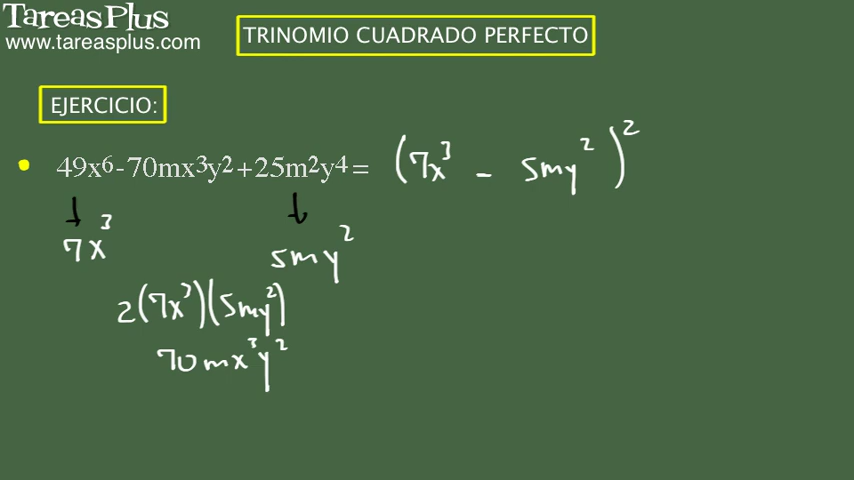 TareasPlus
www.tareasplus.com
TRINOMIO CUADRADO PERFECTO
EJERCICIO:
• 49x⁶-70mx³y²+25m²y⁴= (7x³ - 5my²)²
↓ ↓
7x³ 5my²
2(7x³)(5my²)
70mx³y²